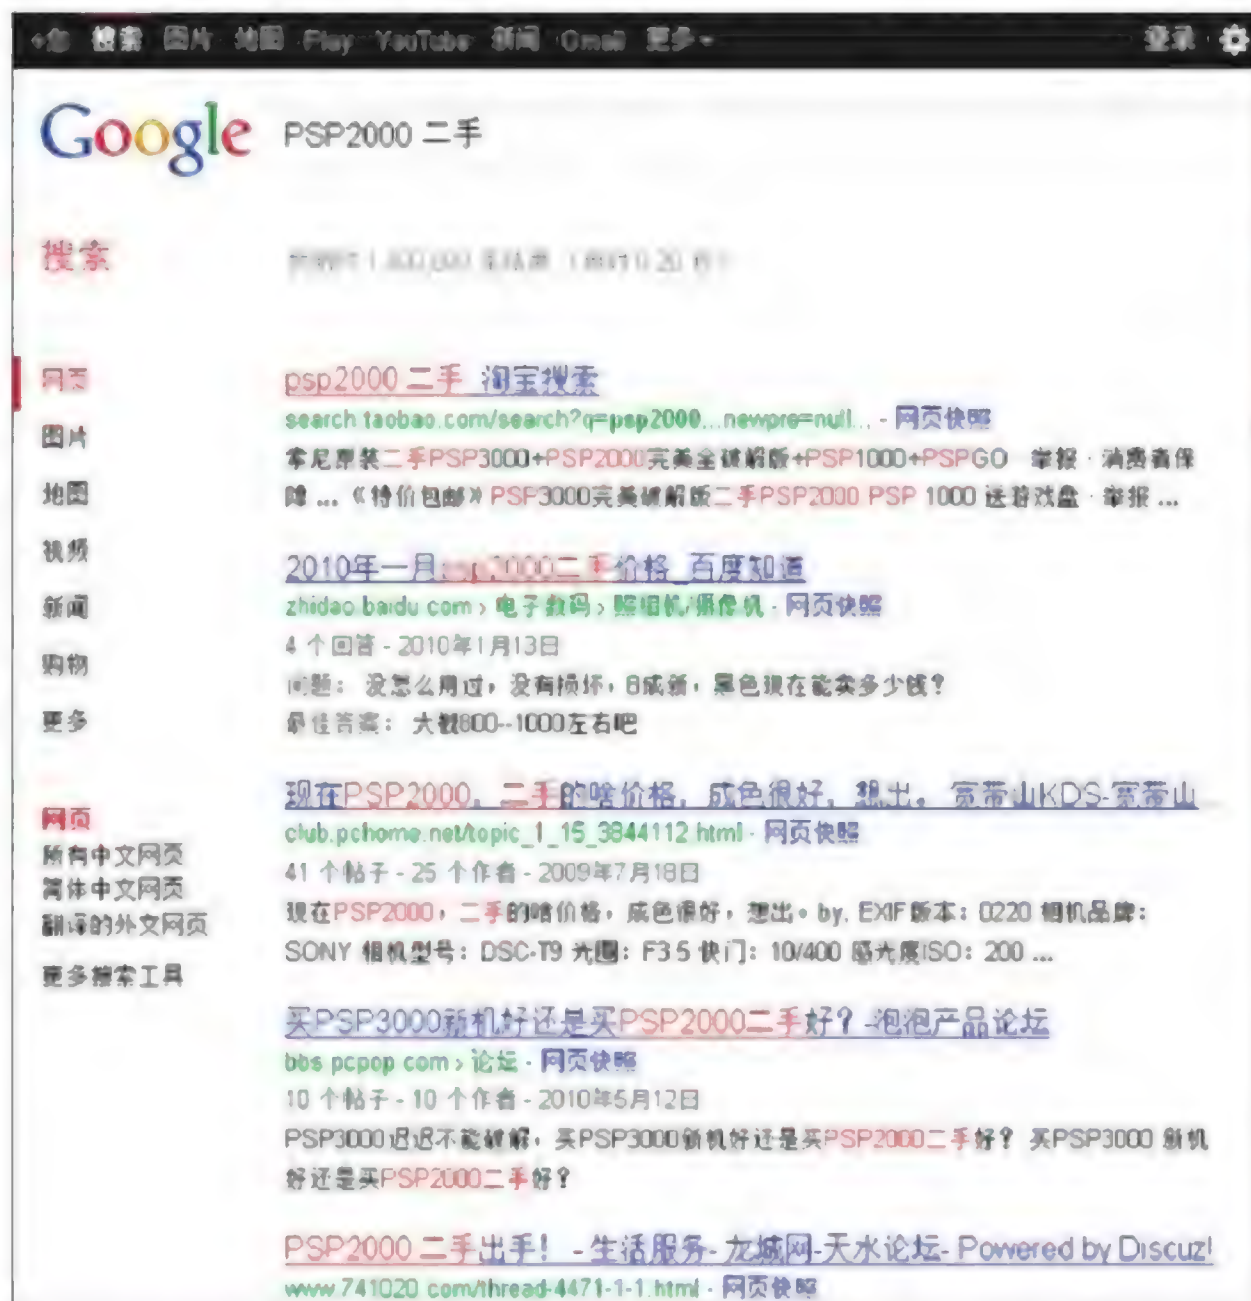 +您 搜索 图片 地图 Play YouTube 新闻 Gmail 更多 登录
Google PSP2000 二手
搜索
网页
图片
地图
视频
新闻
购物
更多
网页
所有中文网页
简体中文网页
翻译的外文网页
更多搜索工具
psp2000 二手_淘宝搜索
search.taobao.com/search?q=psp2000...newpre=null... - 网页快照
索尼原装二手PSP3000+PSP2000完美全破解版+PSP1000+PSPGO 举报 · 消费者保
障 ... 《特价包邮》PSP3000完美破解版二手PSP2000 PSP 1000 送游戏盘 · 举报 ...
2010年一月psp2000二手价格_百度知道
zhidao.baidu.com › 电子数码 › 照相机/摄像机 - 网页快照
4 个回答 - 2010年1月13日
问题： 没怎么用过，没有损坏，8成新，黑色现在能卖多少钱？
最佳答案： 大概800--1000左右吧
现在PSP2000，二手的啥价格，成色很好，想出。宽带山KDS-宽带山
club.pchome.net/topic_1_15_3844112.html - 网页快照
41 个帖子 - 25 个作者 - 2009年7月18日
现在PSP2000，二手的啥价格，成色很好，想出。by, EXIF版本：0220 相机品牌：
SONY 相机型号：DSC-T9 光圈：F3.5 快门：10/400 感光度ISO：200 ...
买PSP3000新机好还是买PSP2000二手好？-泡泡产品论坛
bbs.pcpop.com › 论坛 - 网页快照
10 个帖子 - 10 个作者 - 2010年5月12日
PSP3000迟迟不能破解，买PSP3000新机好还是买PSP2000二手好？ 买PSP3000 新机
好还是买PSP2000二手好？
PSP2000 二手出手！ - 生活服务- 龙城网-天水论坛- Powered by Discuz!
www.741020.com/thread-4471-1-1.html - 网页快照